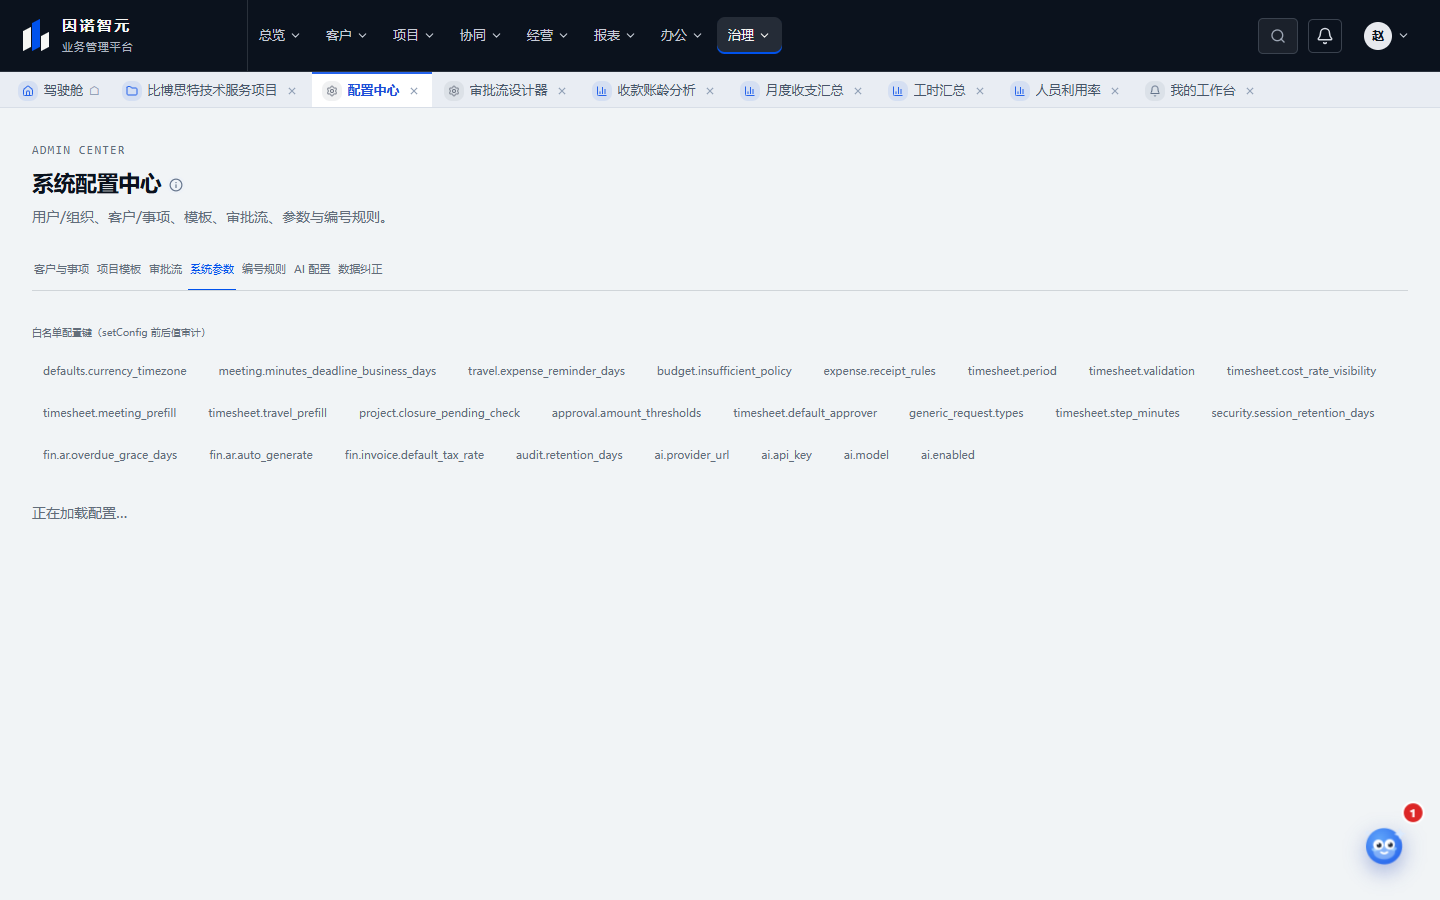 因诺智元
业务管理平台
总览 客户 项目 协同 经营 报表 办公 治理
赵
驾驶舱 比博思特技术服务项目 配置中心 审批流设计器 收款账龄分析 月度收支汇总 工时汇总 人员利用率 我的工作台
ADMIN CENTER
系统配置中心
用户/组织、客户/事项、模板、审批流、参数与编号规则。
客户与事项 项目模板 审批流 系统参数 编号规则 AI 配置 数据纠正
白名单配置键（setConfig 前后值审计）
defaults.currency_timezone meeting.minutes_deadline_business_days travel.expense_reminder_days budget.insufficient_policy expense.receipt_rules timesheet.period timesheet.validation timesheet.cost_rate_visibility
timesheet.meeting_prefill timesheet.travel_prefill project.closure_pending_check approval.amount_thresholds timesheet.default_approver generic_request.types timesheet.step_minutes security.session_retention_days
fin.ar.overdue_grace_days fin.ar.auto_generate fin.invoice.default_tax_rate audit.retention_days ai.provider_url ai.api_key ai.model ai.enabled
正在加载配置...
1